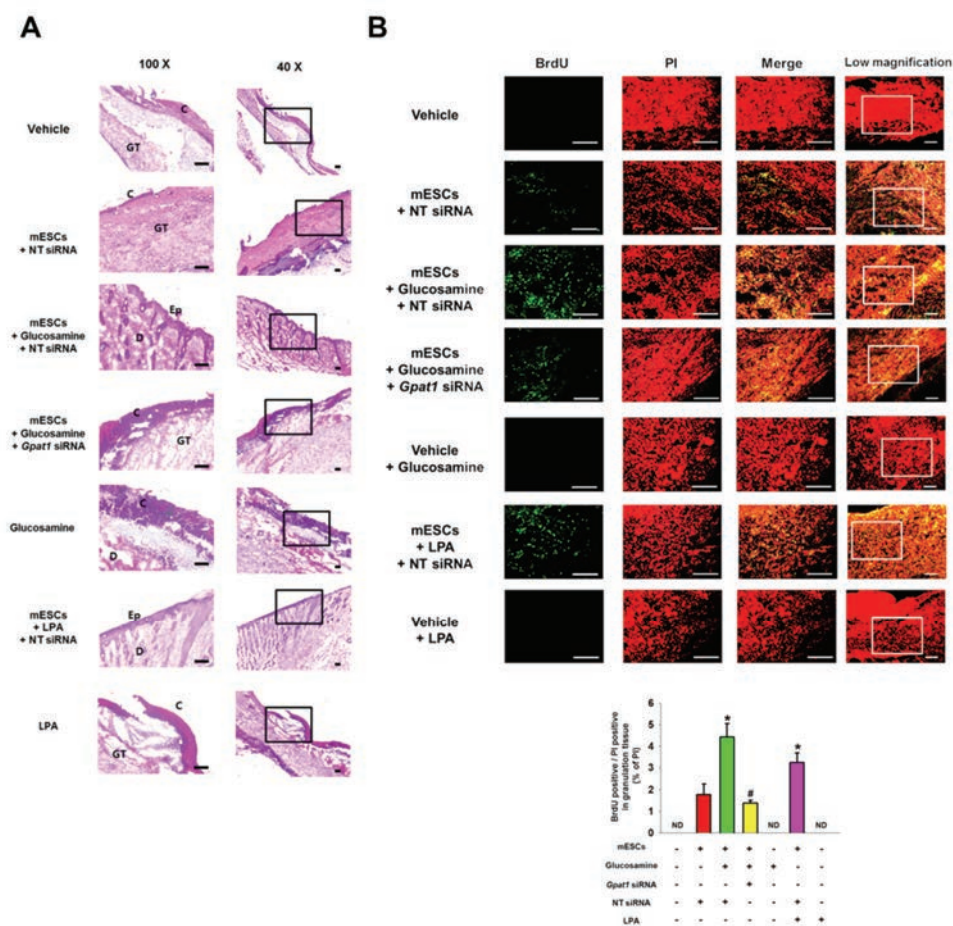 A
100 X 40 X
Vehicle
C
GT
mESCs
+ NT siRNA
C
GT
mESCs
+ Glucosamine
+ NT siRNA
Ep
D
mESCs
+ Glucosamine
+ Gpat1 siRNA
C
GT
Glucosamine
C
D
mESCs
+ LPA
+ NT siRNA
Ep
D
LPA
C
GT
B
BrdU PI Merge Low magnification
Vehicle
mESCs
+ NT siRNA
mESCs
+ Glucosamine
+ NT siRNA
mESCs
+ Glucosamine
+ Gpat1 siRNA
Vehicle
+ Glucosamine
mESCs
+ LPA
+ NT siRNA
Vehicle
+ LPA
BrdU positive / PI positive
in granulation tissue
(% of PI)
6
5
4
3
2
1
0
ND * # ND * ND
mESCs - + + + - + -
Glucosamine - - + + + - -
Gpat1 siRNA - - - + - - -
NT siRNA - + + - - + -
LPA - - - - - + +